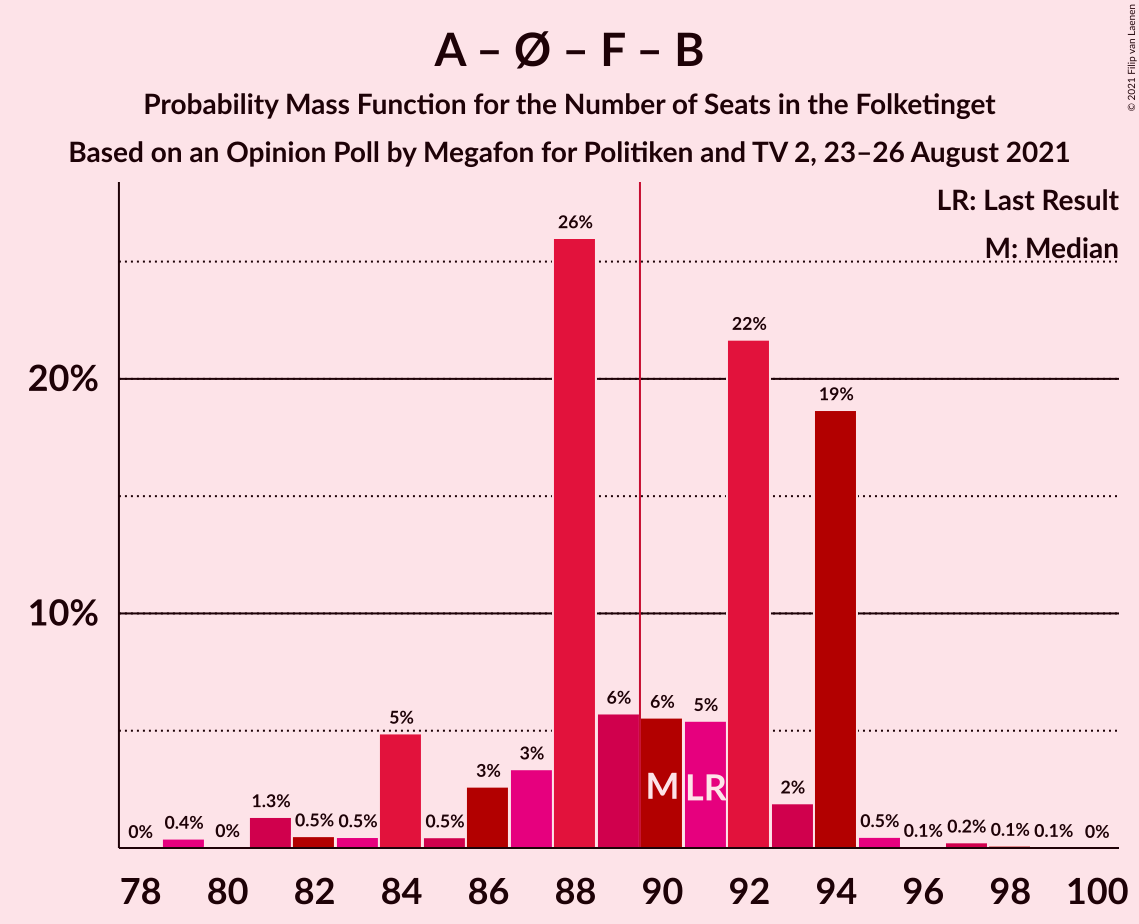 A – Ø – F – B
Probability Mass Function for the Number of Seats in the Folketinget
Based on an Opinion Poll by Megafon for Politiken and TV 2, 23–26 August 2021
© 2021 Filip van Laenen
LR: Last Result
M: Median
20%
10%
0% 0.4% 0% 1.3% 0.5% 0.5% 5% 0.5% 3% 3% 26% 6% 6% 5% 22% 2% 19% 0.5% 0.1% 0.2% 0.1% 0.1% 0%
M LR
78 80 82 84 86 88 90 92 94 96 98 100